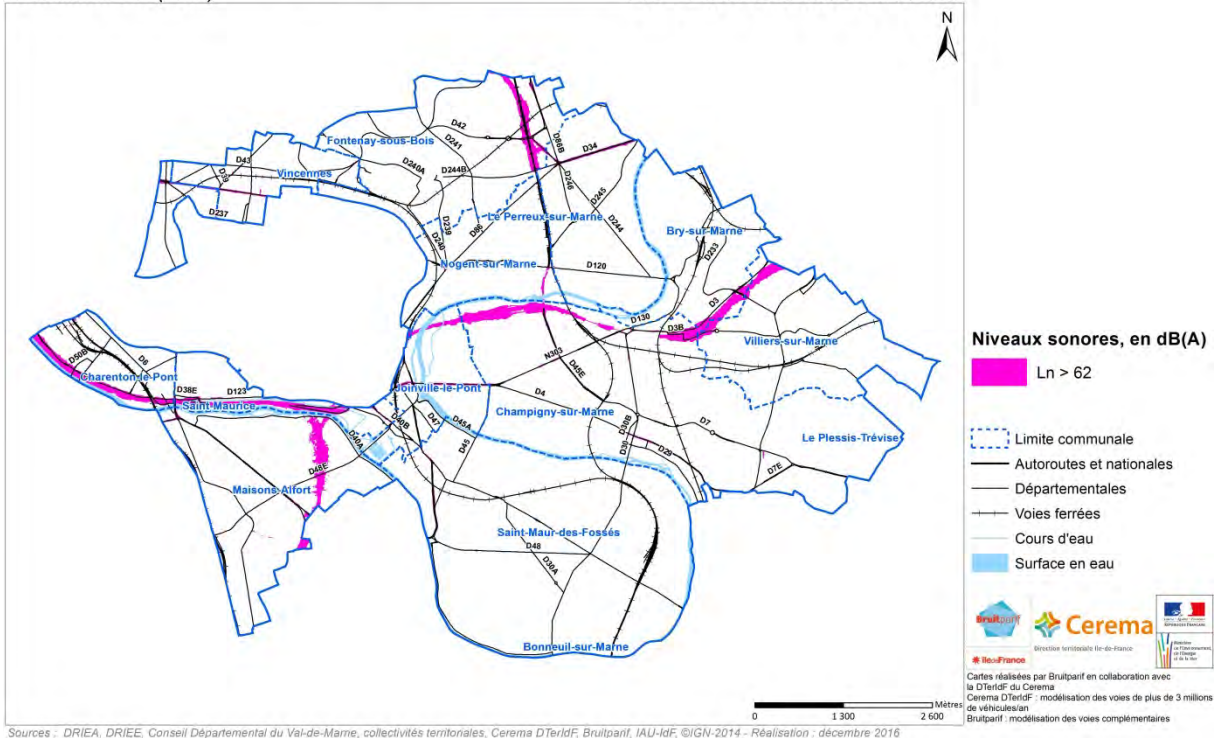 N
D42
D241
D86B
D34
Fontenay-sous-Bois
D43
D240A
D244B
D59
Vincennes
D246
D245
D237
D239
D86
Le Perreux-sur-Marne
D244
Bry-sur-Marne
D240
D233
Nogent-sur-Marne
D120
D3
D130
D3B
Villiers-sur-Marne
D50B
D6
N303
D45E
Charenton-le-Pont
D38E
D123
Joinville-le-Pont
D4
Saint-Maurice
Champigny-sur-Marne
D47
D45A
D40B
D30B
D7
Le Plessis-Trévise
D40A
D45
D30
D29
D48E
D7E
Maisons-Alfort
Saint-Maur-des-Fossés
D48
D30A
Bonneuil-sur-Marne
Mètres
0 1 300 2 600
Niveaux sonores, en dB(A)
Ln > 62
Limite communale
Autoroutes et nationales
Départementales
Voies ferrées
Cours d'eau
Surface en eau
Bruitparif
Cerema
Direction territoriale Ile-de-France
île de France
Cartes réalisées par Bruitparif en collaboration avec
la DTerIdF du Cerema
Cerema DTerIdF : modélisation des voies de plus de 3 millions
de véhicules/an
Bruitparif : modélisation des voies complémentaires
Sources : DRIEA, DRIEE, Conseil Départemental du Val-de-Marne, collectivités territoriales, Cerema DTerIdF, Bruitparif, IAU-IdF, ©IGN-2014 - Réalisation : décembre 2016